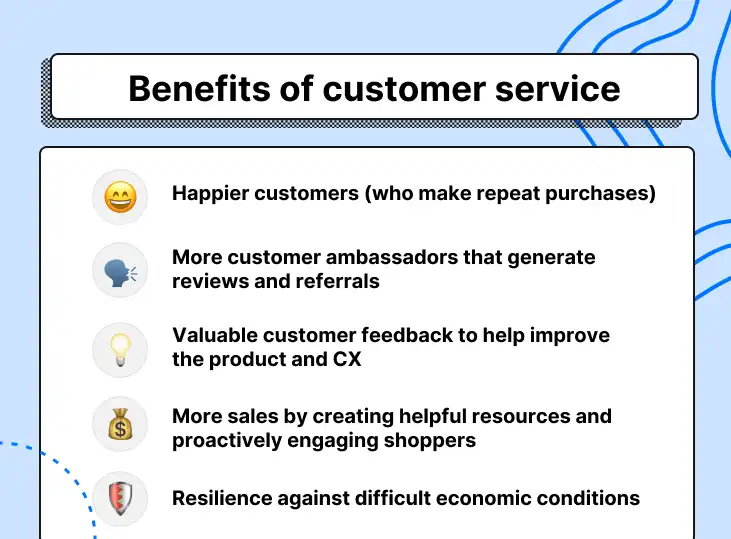 Benefits of customer service
Happier customers (who make repeat purchases)
More customer ambassadors that generate
reviews and referrals
Valuable customer feedback to help improve
the product and CX
More sales by creating helpful resources and
proactively engaging shoppers
Resilience against difficult economic conditions